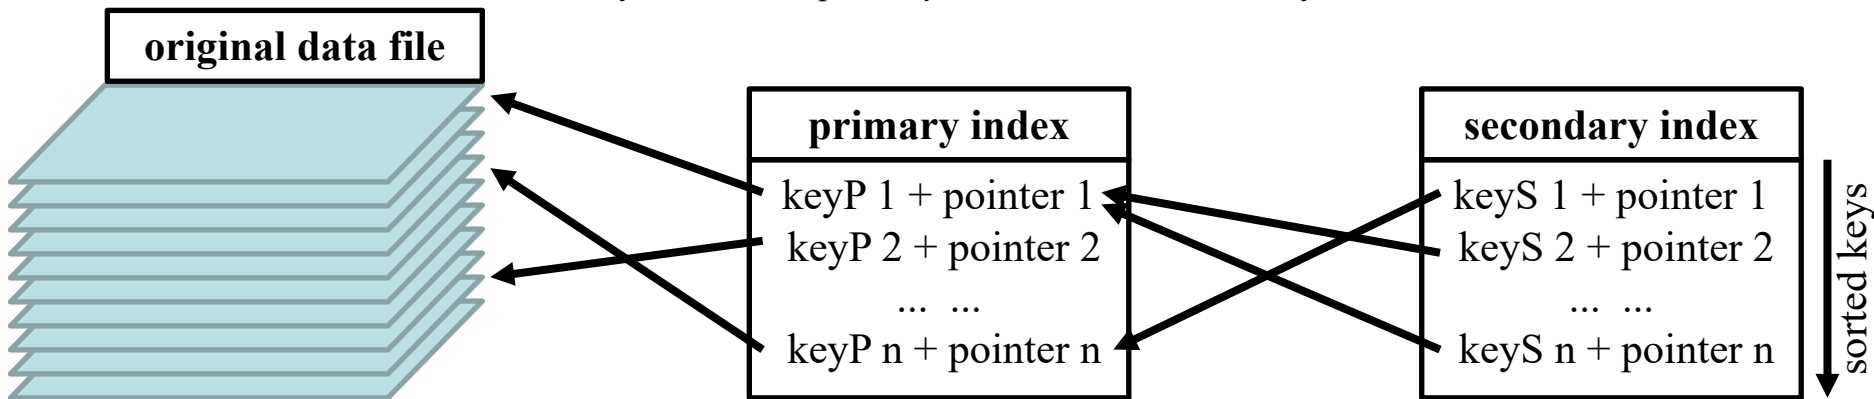 original data file
primary index
keyP 1 + pointer 1
keyP 2 + pointer 2
... ...
keyP n + pointer n
secondary index
keyS 1 + pointer 1
keyS 2 + pointer 2
... ...
keyS n + pointer n
sorted keys